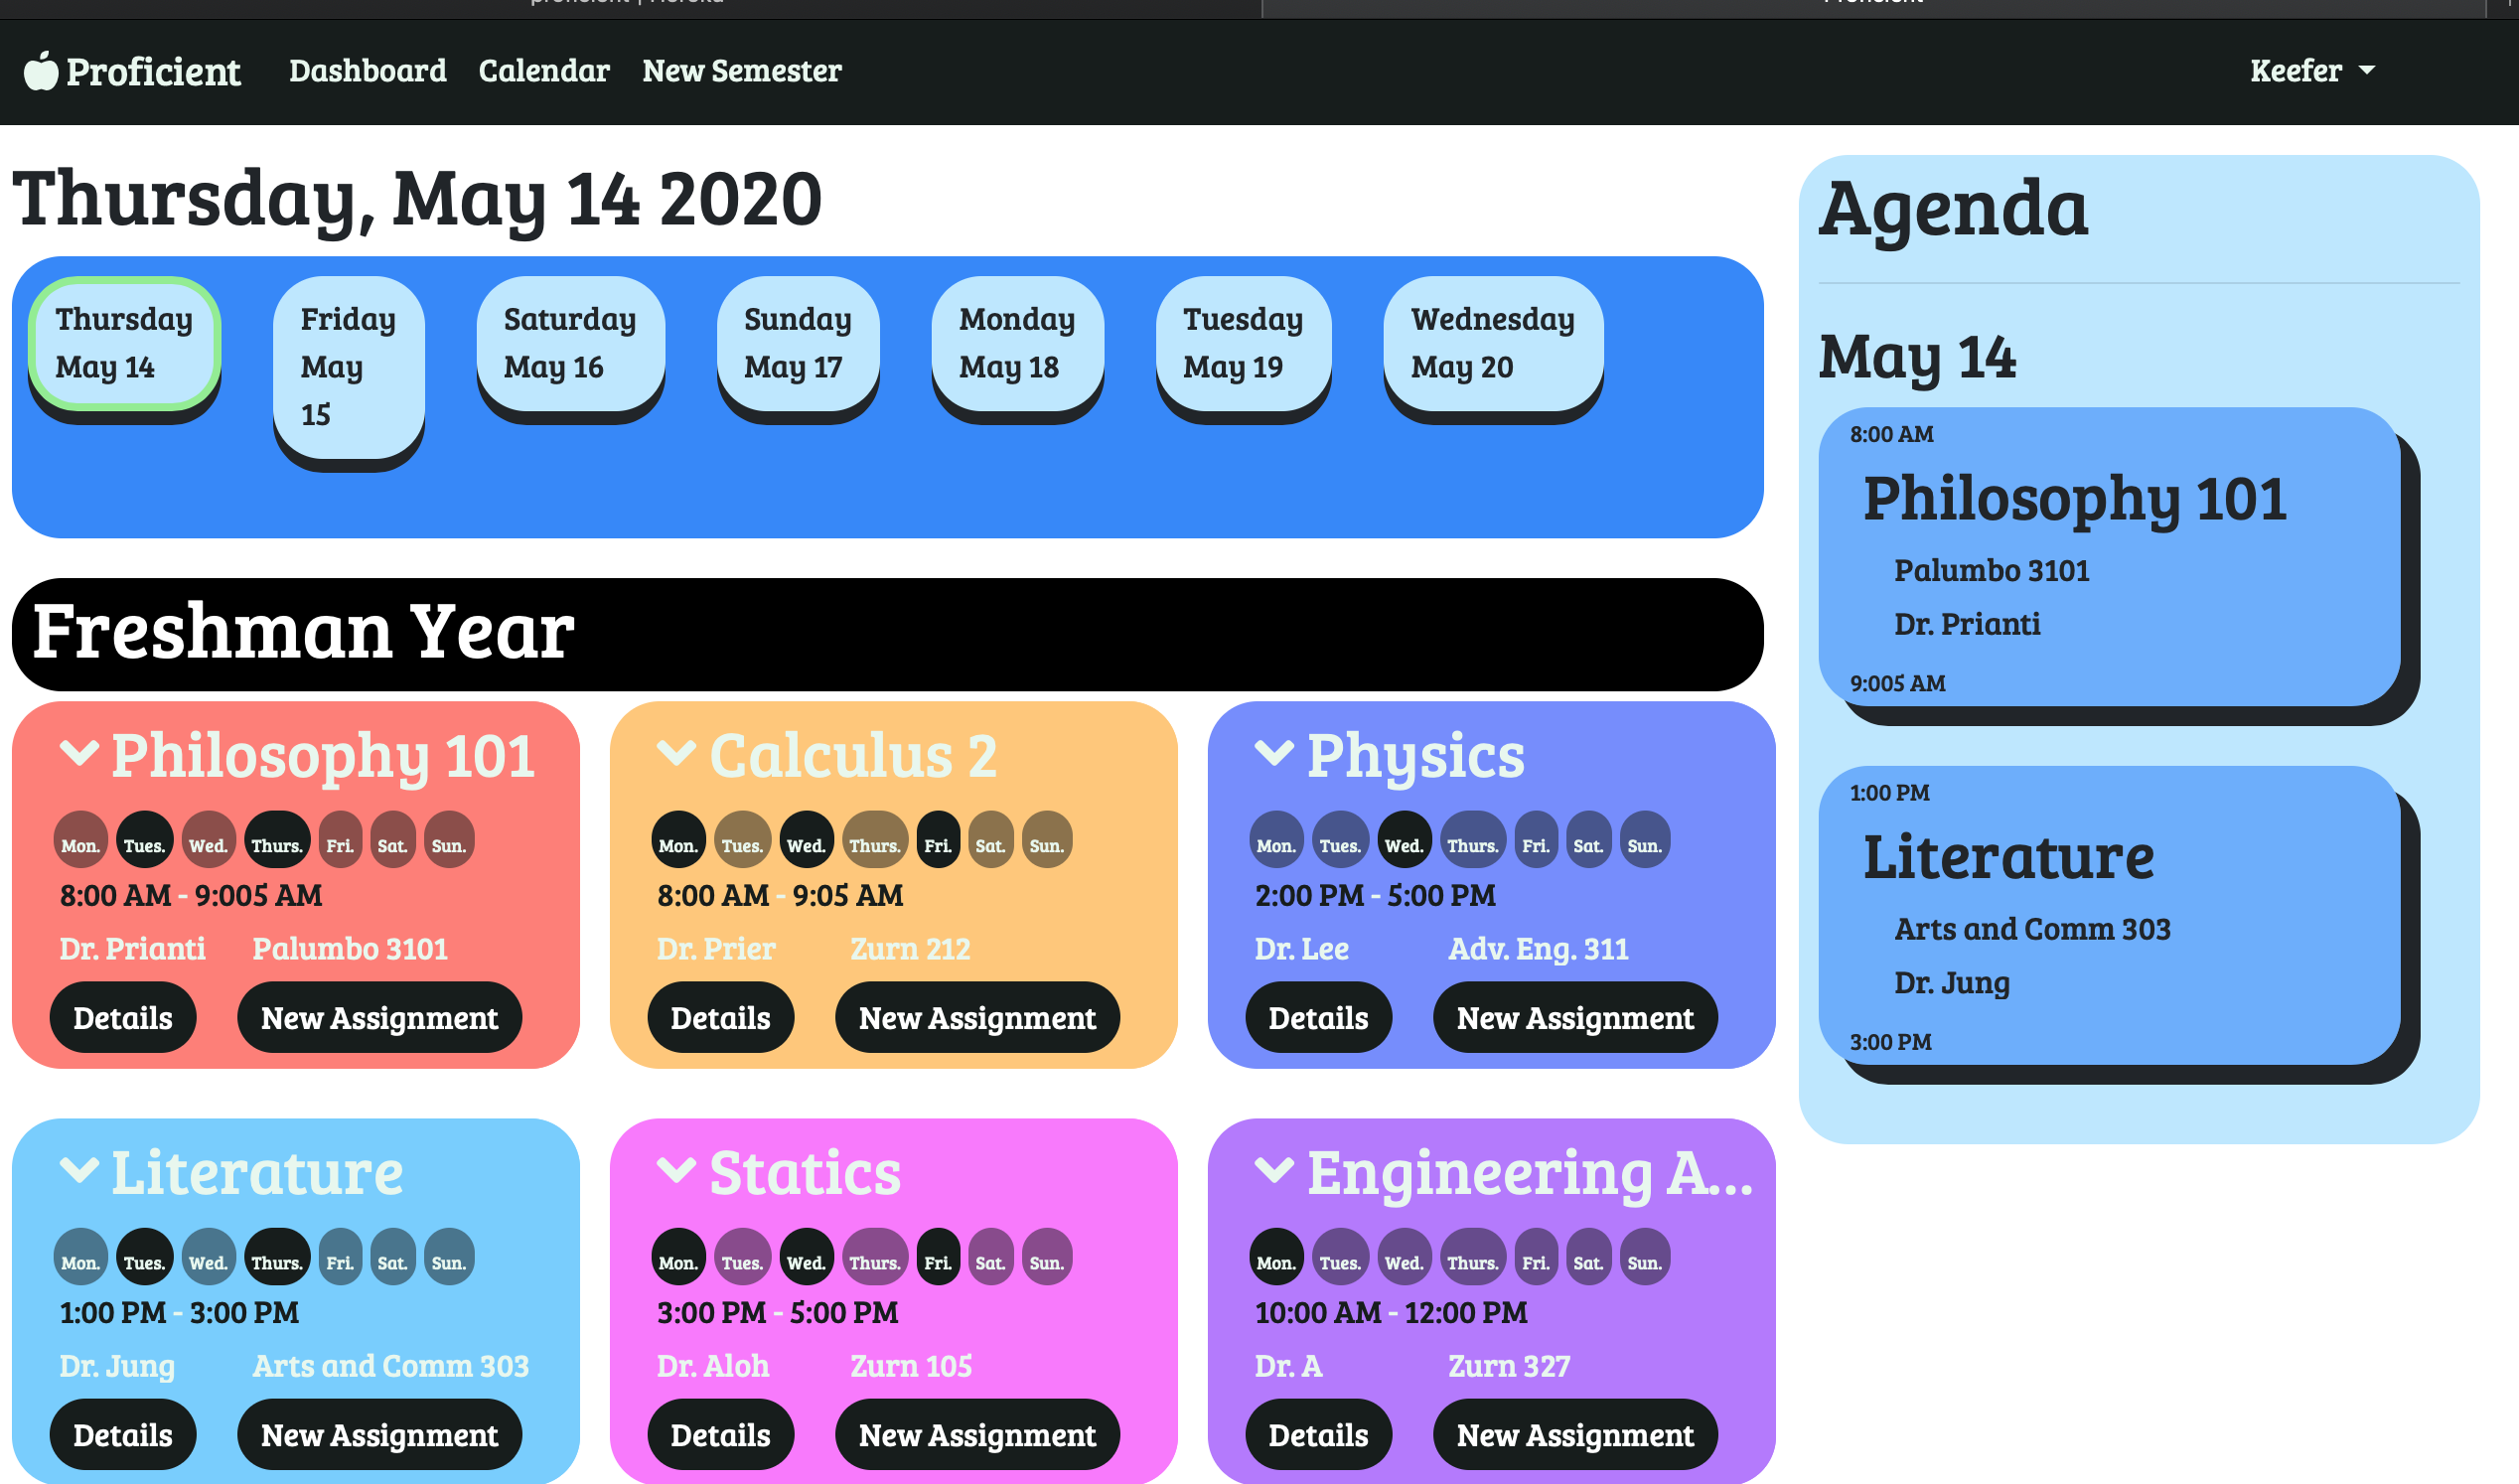 Proficient Dashboard Calendar New Semester Keefer
Thursday, May 14 2020
Thursday
May 14
Friday
May
15
Saturday
May 16
Sunday
May 17
Monday
May 18
Tuesday
May 19
Wednesday
May 20
Freshman Year
Philosophy 101
Mon. Tues. Wed. Thurs. Fri. Sat. Sun.
8:00 AM - 9:005 AM
Dr. Prianti Palumbo 3101
Details New Assignment
Calculus 2
Mon. Tues. Wed. Thurs. Fri. Sat. Sun.
8:00 AM - 9:05 AM
Dr. Prier Zurn 212
Details New Assignment
Physics
Mon. Tues. Wed. Thurs. Fri. Sat. Sun.
2:00 PM - 5:00 PM
Dr. Lee Adv. Eng. 311
Details New Assignment
Literature
Mon. Tues. Wed. Thurs. Fri. Sat. Sun.
1:00 PM - 3:00 PM
Dr. Jung Arts and Comm 303
Details New Assignment
Statics
Mon. Tues. Wed. Thurs. Fri. Sat. Sun.
3:00 PM - 5:00 PM
Dr. Aloh Zurn 105
Details New Assignment
Engineering A...
Mon. Tues. Wed. Thurs. Fri. Sat. Sun.
10:00 AM - 12:00 PM
Dr. A Zurn 327
Details New Assignment
Agenda
May 14
8:00 AM
Philosophy 101
Palumbo 3101
Dr. Prianti
9:005 AM
1:00 PM
Literature
Arts and Comm 303
Dr. Jung
3:00 PM